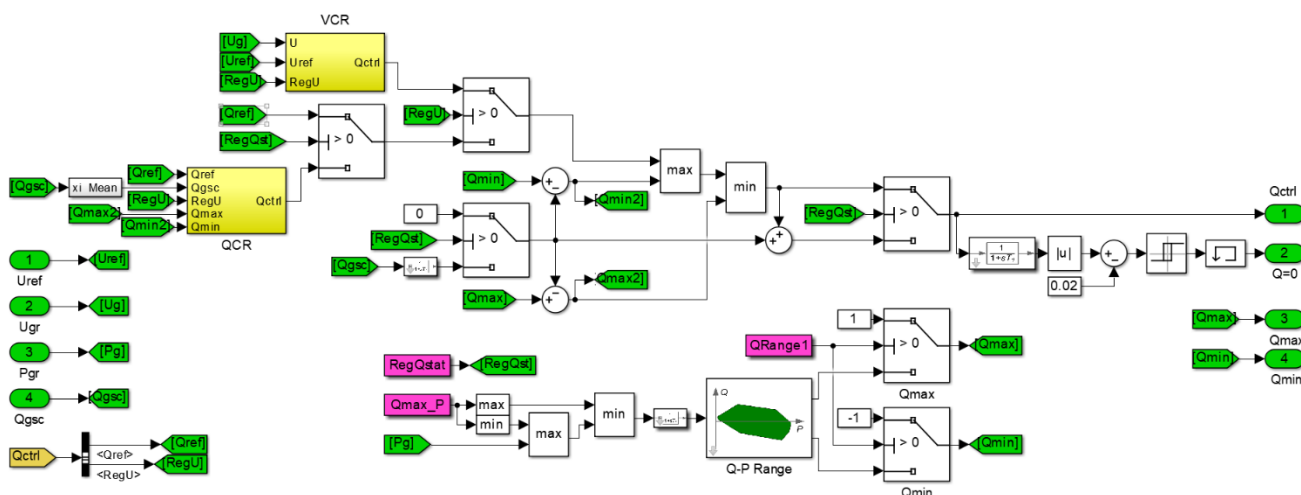 VCR
[Ug]
[Uref]
[RegU]
U
Uref
RegU
Qctrl
[Qref]
[RegQst]
> 0
[RegU]
> 0
[Qgsc]
xi Mean
[Qref]
[RegU]
[Qmax2]
[Qmin2]
Qref
Qgsc
RegU
Qmax
Qmin
Qctrl
QCR
[Qmin]
[Qmin2]
max
min
0
[RegQst]
> 0
[Qgsc]
[Qmax]
[Qmax2]
[RegQst]
> 0
Qctrl
1
1
1+sT
|u|
0.02
2
Q=0
[Qmax]
3
Qmax
[Qmin]
4
Qmin
1
Uref
[Uref]
2
Ugr
[Ug]
3
Pgr
[Pg]
4
Qgsc
[Qgsc]
Qctrl
<Qref>
<RegU>
[Qref]
[RegU]
RegQstat
[RegQst]
Qmax_P
max
min
[Pg]
max
min
Q
P
Q-P Range
QRange1
1
> 0
[Qmax]
Qmax
-1
> 0
[Qmin]
Qmin